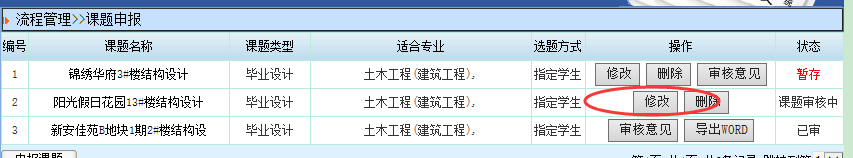 流程管理>>课题申报
编号 课题名称 课题类型 适合专业 选题方式 操作 状态
1 锦绣华府3#楼结构设计 毕业设计 土木工程(建筑工程), 指定学生 修改 删除 审核意见 暂存
2 阳光假日花园13#楼结构设计 毕业设计 土木工程(建筑工程), 指定学生 修改 删除 课题审核中
3 新安佳苑B地块1期2#楼结构设 毕业设计 土木工程(建筑工程), 指定学生 审核意见 导出WORD 已审
申报课题